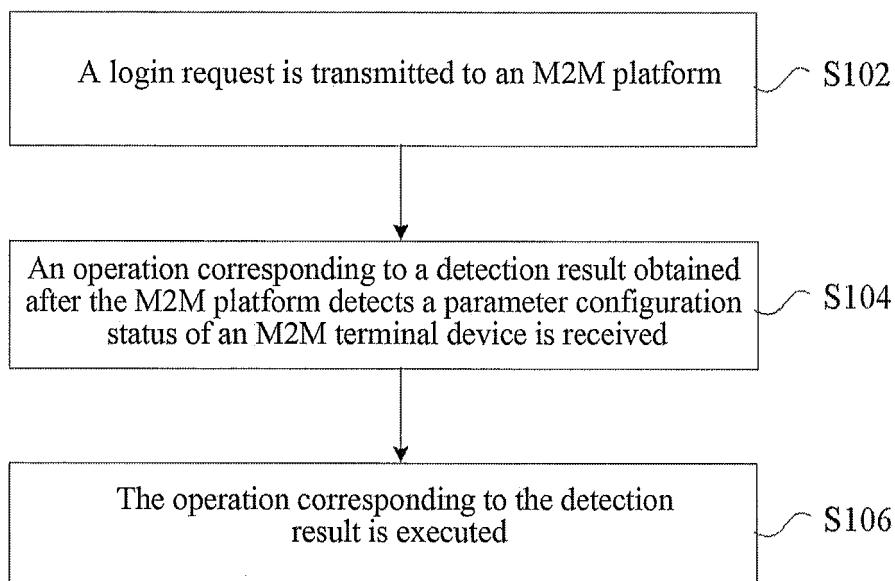 A login request is transmitted to an M2M platform
S102
An operation corresponding to a detection result obtained
after the M2M platform detects a parameter configuration
status of an M2M terminal device is received
S104
The operation corresponding to the detection
result is executed
S106